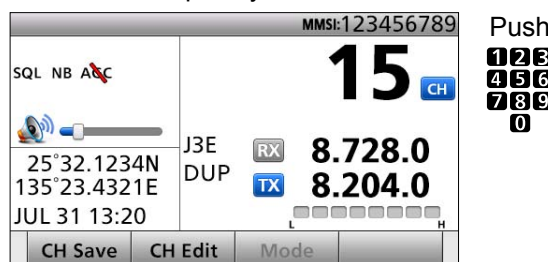 MMSI:123456789
SQL NB AGC
15 CH
25°32.1234N
135°23.4321E
JUL 31 13:20
J3E
DUP
RX 8.728.0
TX 8.204.0
L H
CH Save CH Edit Mode
Push
1 2 3
4 5 6
7 8 9
0